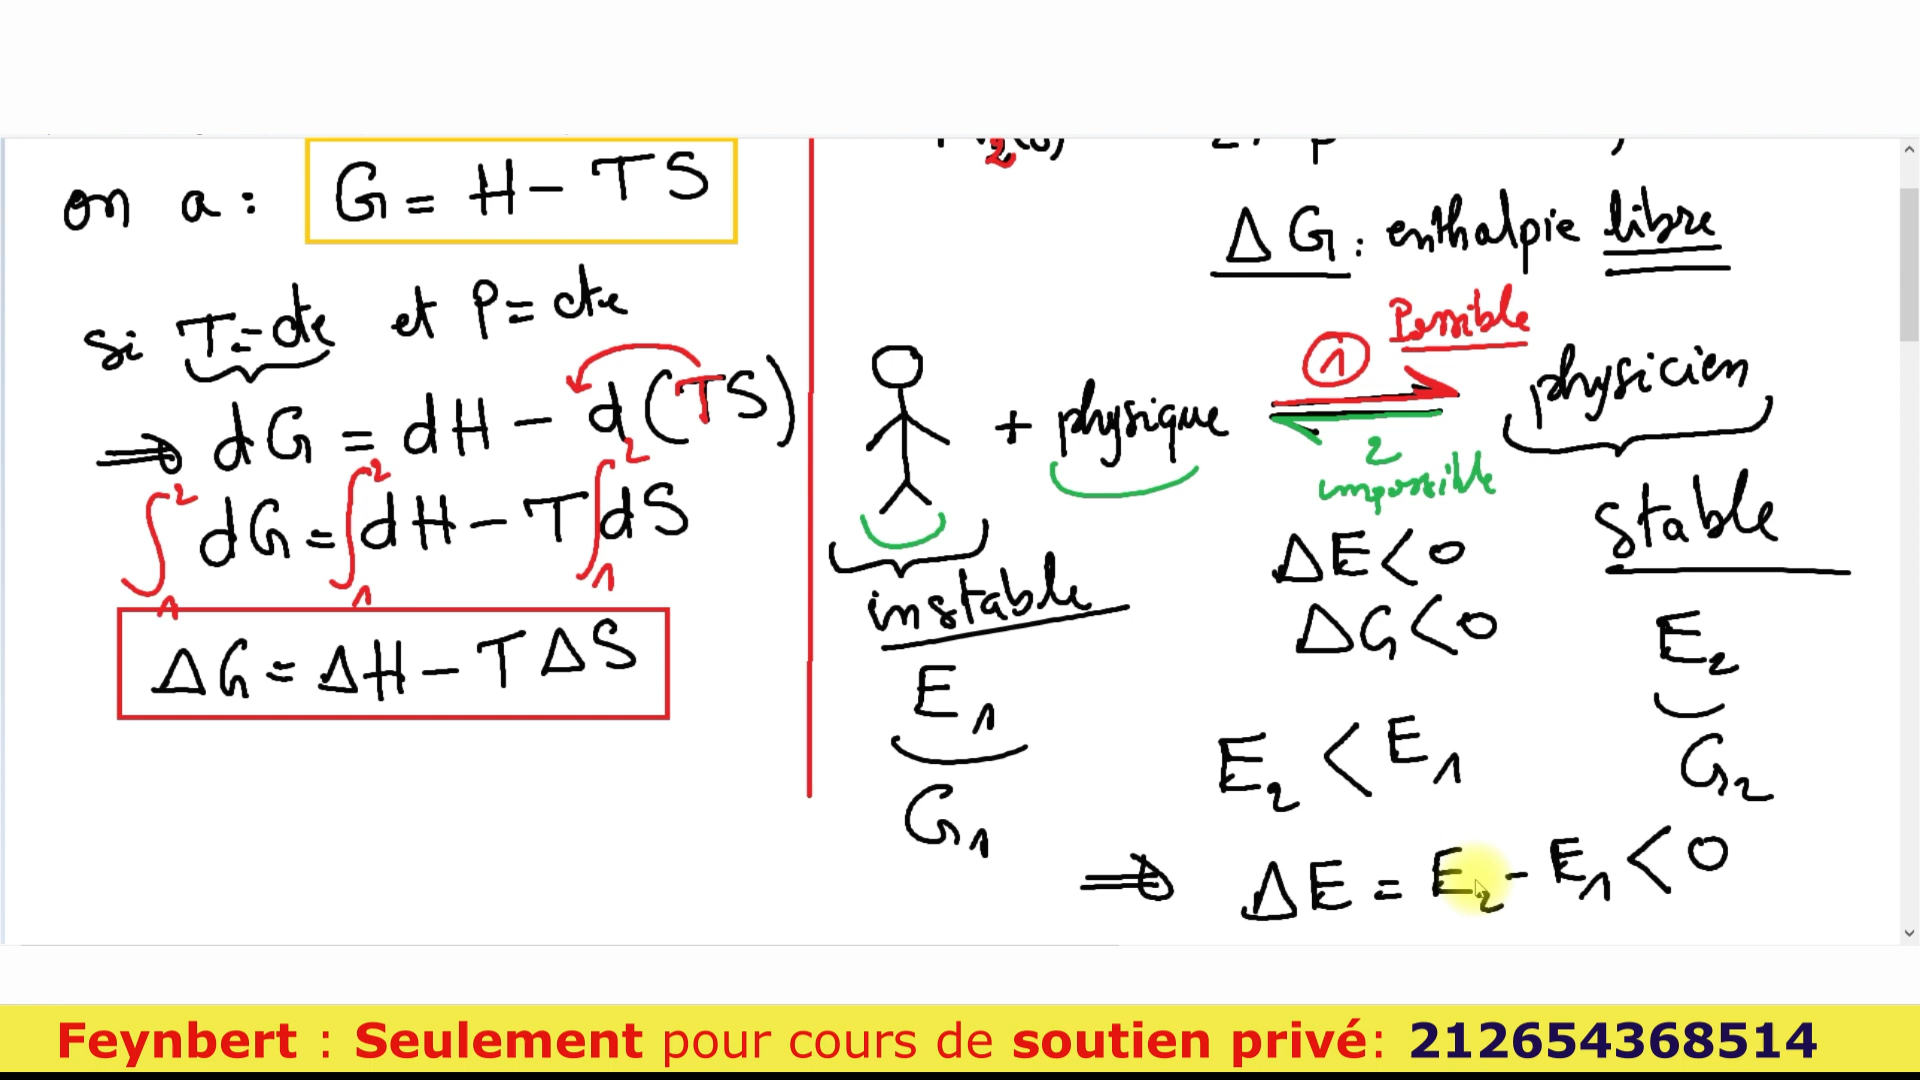 on a : G = H - TS
si T = cte et P = cte
⇒ dG = dH - d(TS)
∫₁² dG = ∫₁² dH - T ∫₁² dS
ΔG = ΔH - TΔS
ΔG : enthalpie libre
① Possible
+ physique
physicien
2
impossible
instable
stable
ΔE < 0
ΔG < 0
E₁
E₂
G₁
G₂
E₂ < E₁
⇒ ΔE = E₂ - E₁ < 0
Feynbert : Seulement pour cours de soutien privé: 212654368514